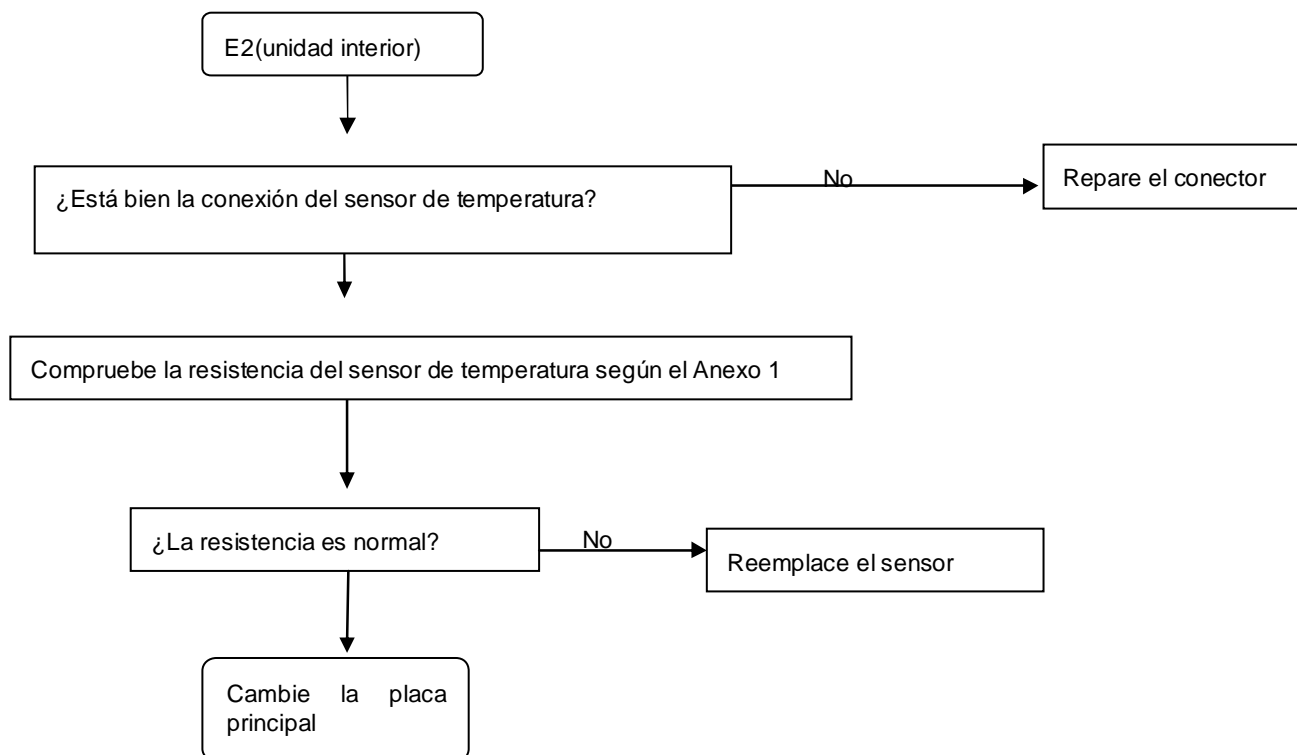 E2(unidad interior)
¿Está bien la conexión del sensor de temperatura?
No
Repare el conector
Compruebe la resistencia del sensor de temperatura según el Anexo 1
¿La resistencia es normal?
No
Reemplace el sensor
Cambie la placa
principal